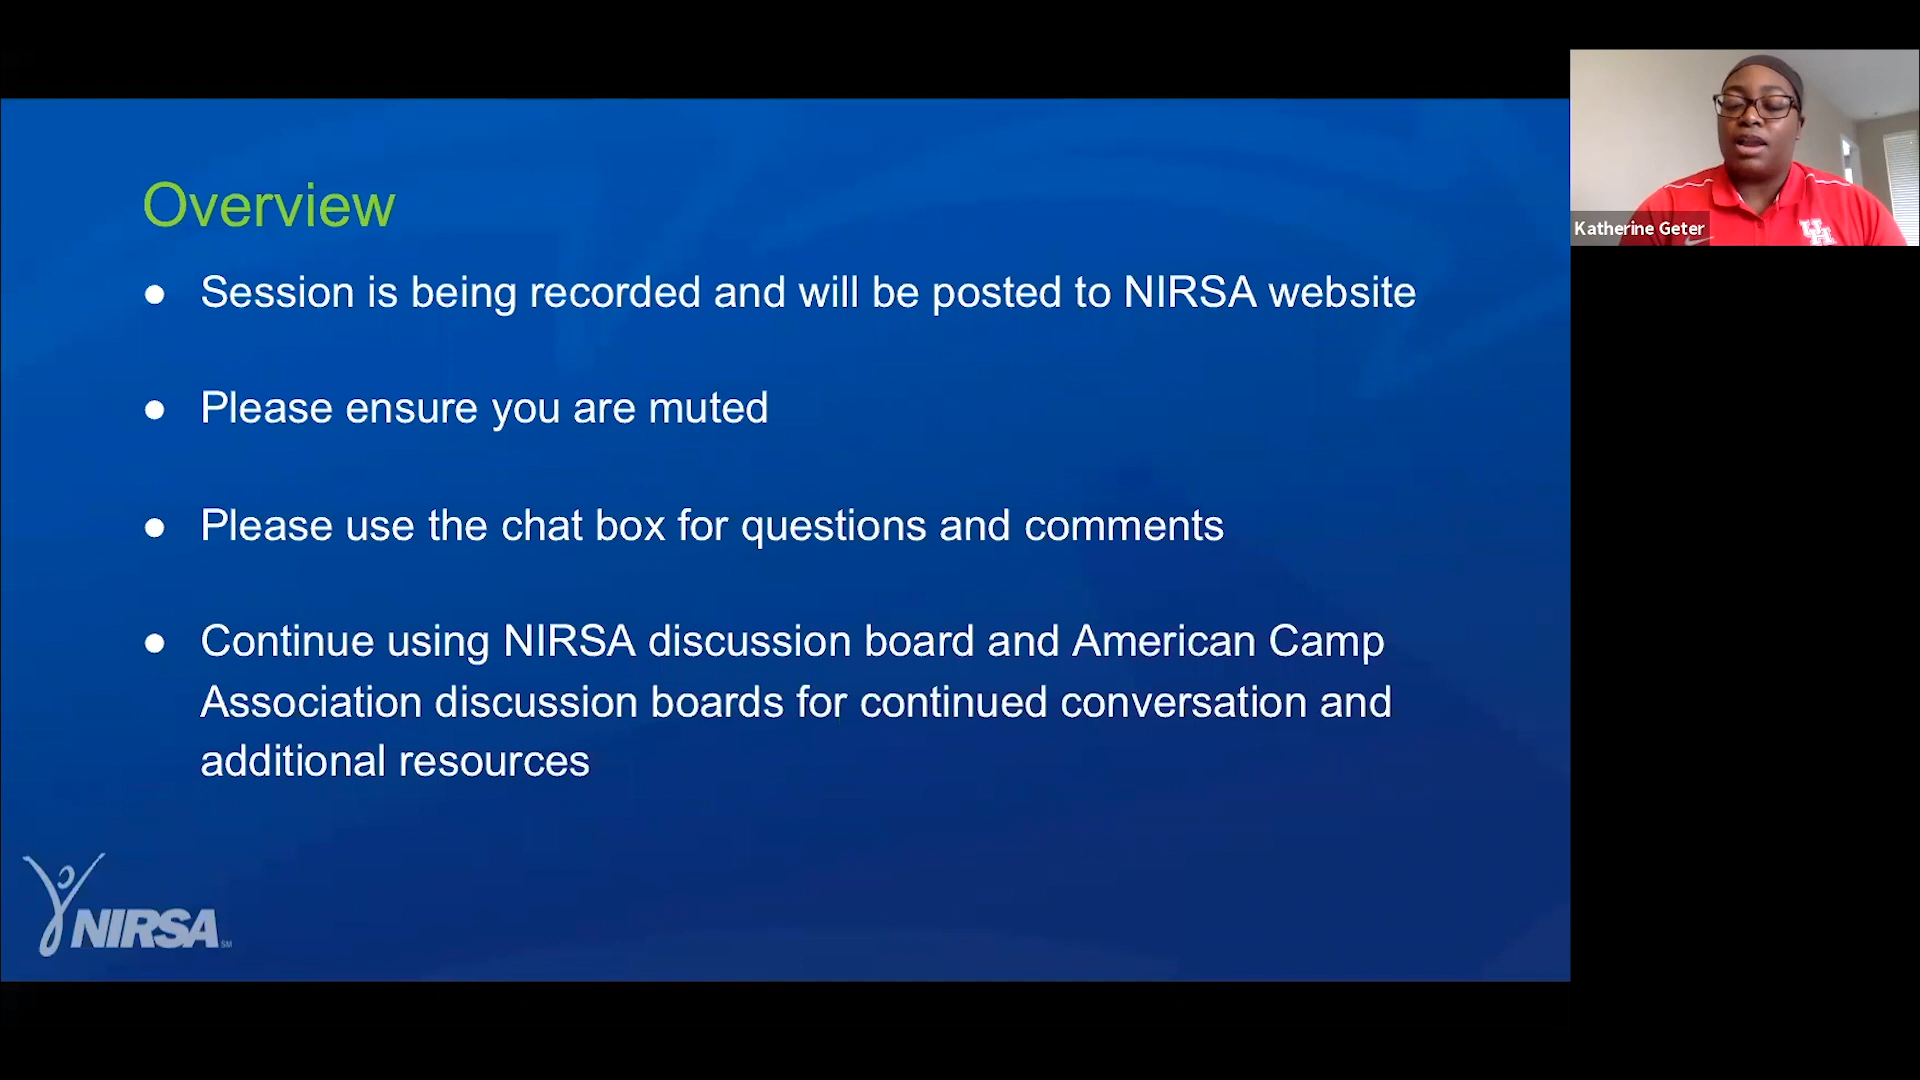 Overview
● Session is being recorded and will be posted to NIRSA website
● Please ensure you are muted
● Please use the chat box for questions and comments
● Continue using NIRSA discussion board and American Camp
Association discussion boards for continued conversation and
additional resources
NIRSA SM
Katherine Geter
UH